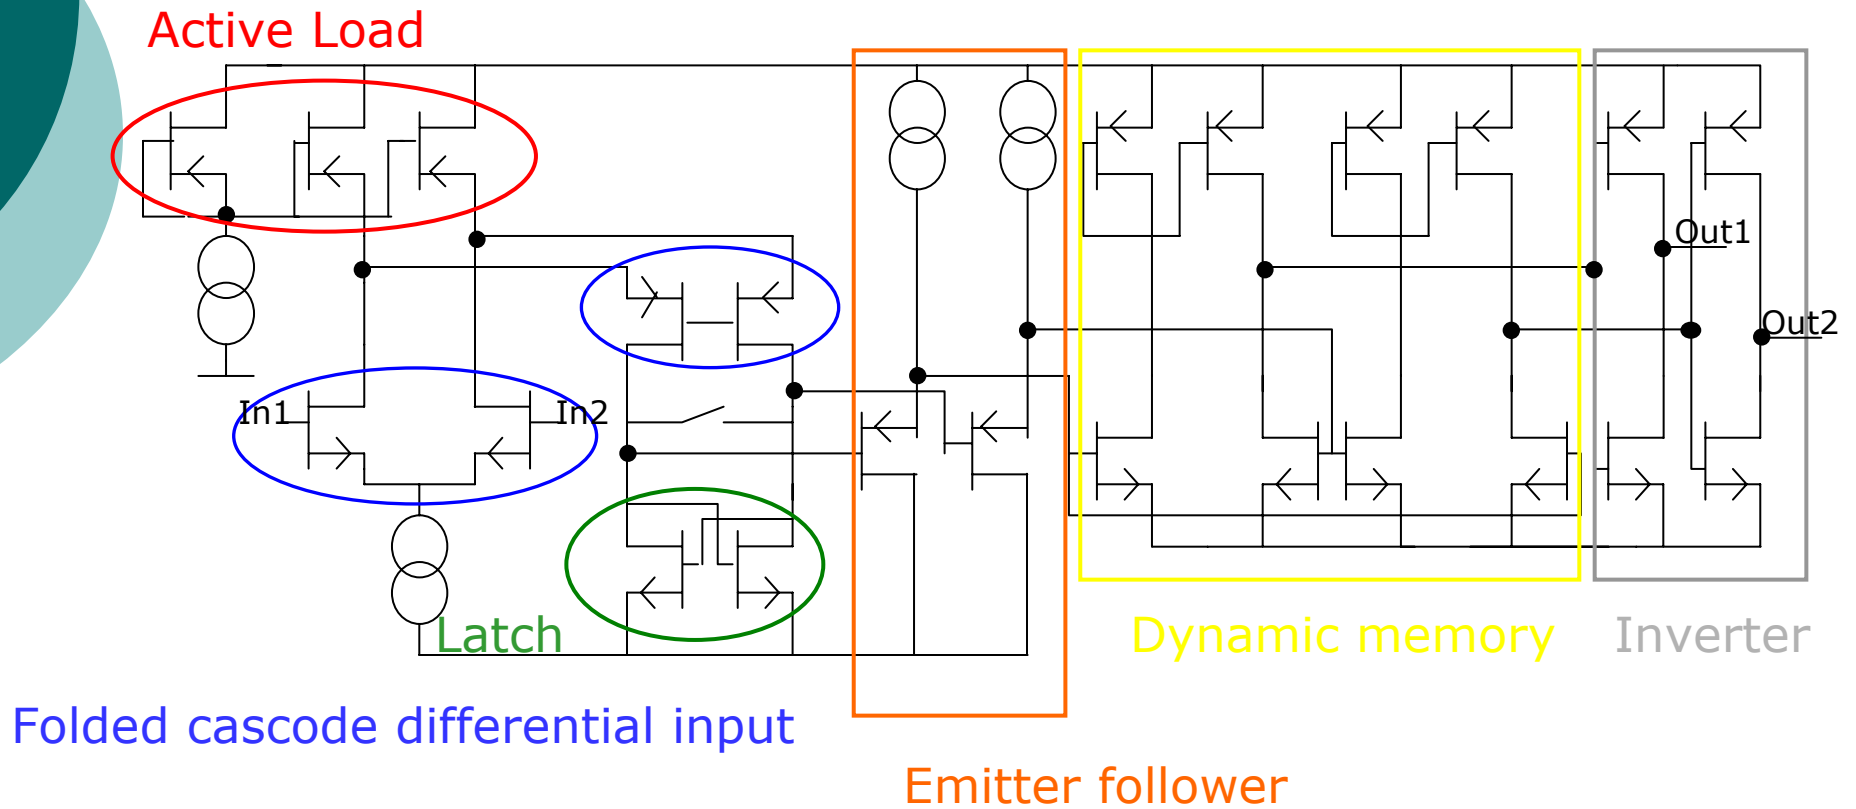 Active Load
Out1
Out2
In1
In2
Latch
Dynamic memory
Inverter
Folded cascode differential input
Emitter follower